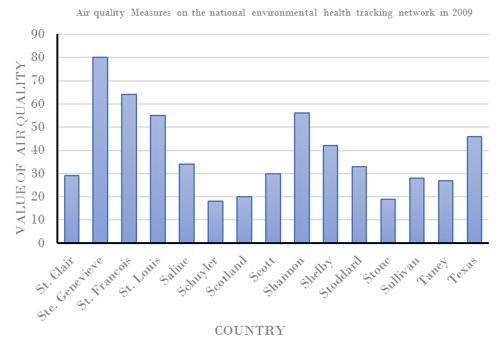 Air quality Measures on the national environmental health tracking network in 2009
VALUE OF AIR QUALITY
90
80
70
60
50
40
30
20
10
0
St. Clair
Ste. Genevieve
St. Francois
St. Louis
Saline
Schuyler
Scotland
Scott
Shannon
Shelby
Stoddard
Stone
Sullivan
Taney
Texas
COUNTRY